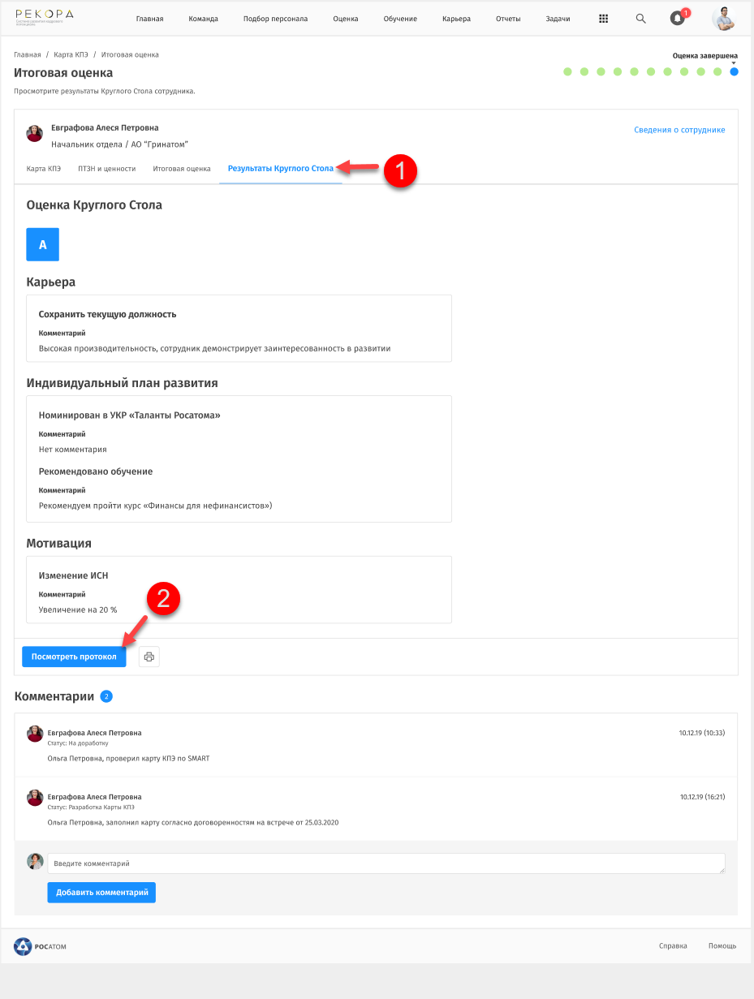 РЕКОРА
Главная
Команда
Подбор персонала
Оценка
Обучение
Карьера
Отчеты
Задачи
1
Главная / Карта КПЭ / Итоговая оценка
Оценка завершена
Итоговая оценка
Просмотрите результаты Круглого Стола сотрудника.
Евграфова Алеся Петровна
Начальник отдела / АО "Гринатом"
Сведения о сотруднике
Карта КПЭ
ПТЗН и ценности
Итоговая оценка
Результаты Круглого Стола
1
Оценка Круглого Стола
A
Карьера
Сохранить текущую должность
Комментарий
Высокая производительность, сотрудник демонстрирует заинтересованность в развитии
Индивидуальный план развития
Номинирован в УКР «Таланты Росатома»
Комментарий
Нет комментария
Рекомендовано обучение
Комментарий
Рекомендуем пройти курс «Финансы для нефинансистов»)
Мотивация
Изменение ИСН
Комментарий
Увеличение на 20 %
2
Посмотреть протокол
Комментарии 2
Евграфова Алеся Петровна
10.12.19 (10:33)
Статус: На доработку
Ольга Петровна, проверил карту КПЭ по SMART
Евграфова Алеся Петровна
10.12.19 (16:21)
Статус: Разработка Карты КПЭ
Ольга Петровна, заполнил карту согласно договоренностям на встрече от 25.03.2020
Введите комментарий
Добавить комментарий
РОСАТОМ
Справка
Помощь